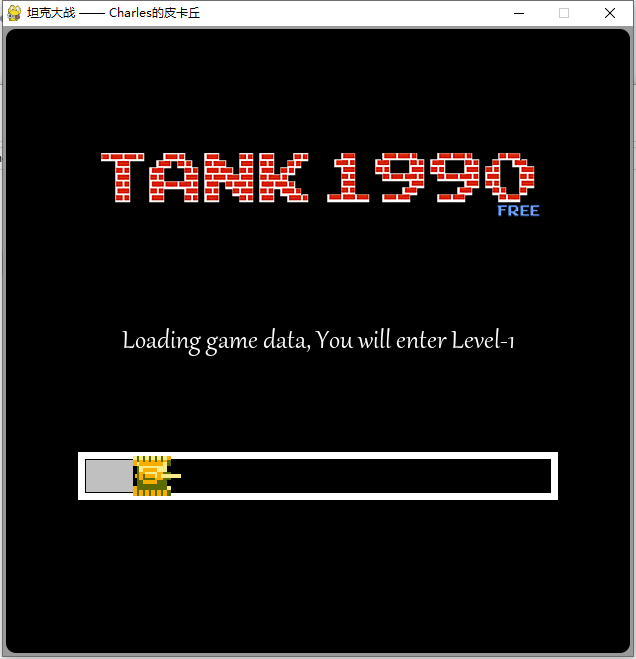 坦克大战 —— Charles的皮卡丘
TANK 1990
FREE
Loading game data, You will enter Level-1